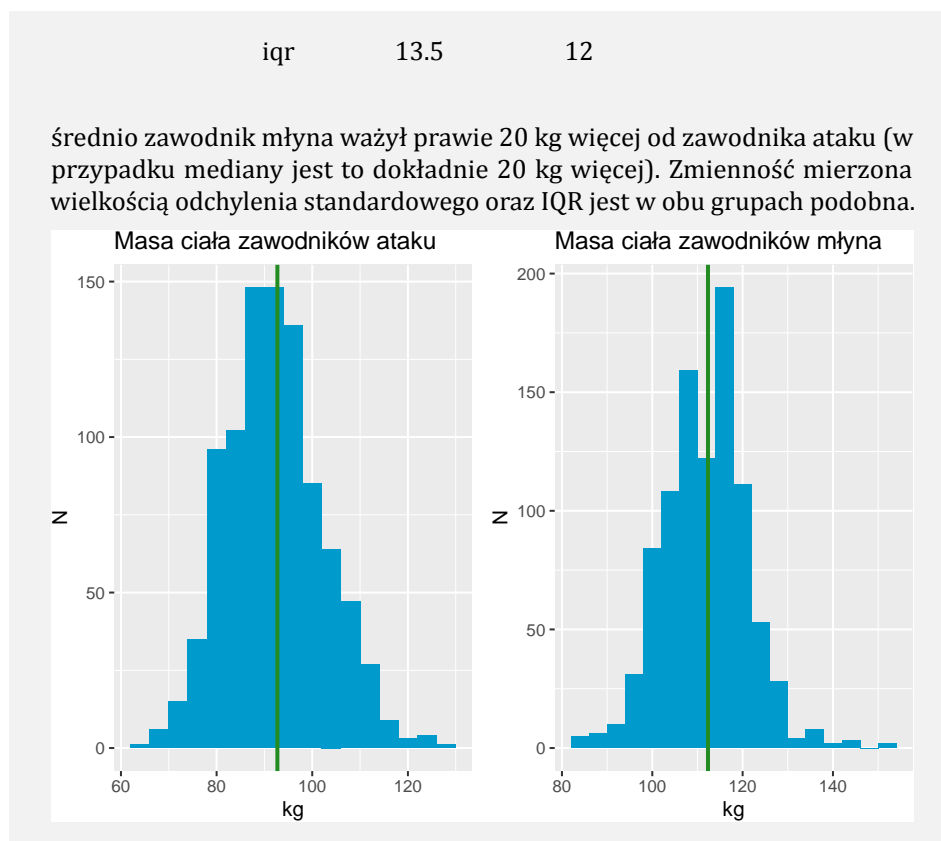 iqr 13.5 12
średnio zawodnik młyna ważył prawie 20 kg więcej od zawodnika ataku (w
przypadku mediany jest to dokładnie 20 kg więcej). Zmienność mierzona
wielkością odchylenia standardowego oraz IQR jest w obu grupach podobna.
Masa ciała zawodników ataku
150
100
50
0
N
60 80 100 120
kg
Masa ciała zawodników młyna
200
150
100
50
0
N
80 100 120 140
kg